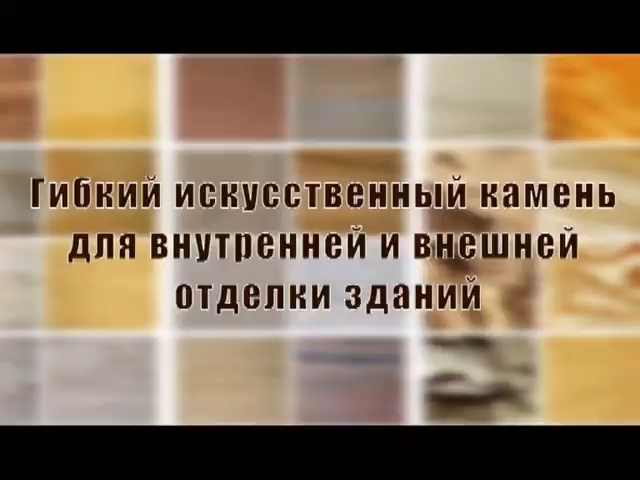 Гибкий искусственный камень
для внутренней и внешней
отделки зданий